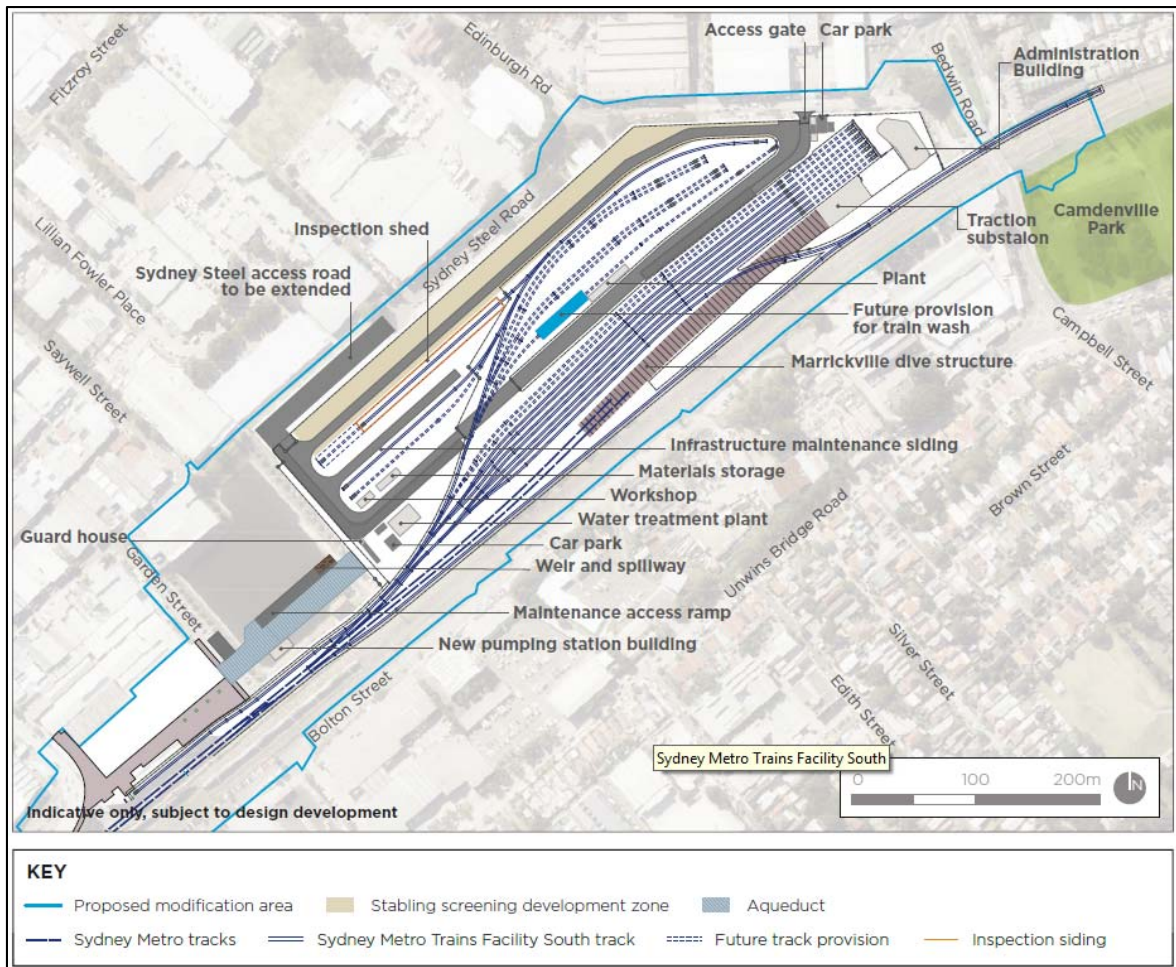 Fitzroy Street
Edinburgh Rd
Access gate
Car park
Bedwin Road
Administration
Building
Lillian Fowler Place
Saywell Street
Inspection shed
Sydney Steel Road
Sydney Steel access road
to be extended
Camdenville
Park
Traction
substaion
Plant
Future provision
for train wash
Marrickville dive structure
Campbell Street
Infrastructure maintenance siding
Materials storage
Workshop
Water treatment plant
Guard house
Car park
Weir and spillway
Garden Street
Maintenance access ramp
New pumping station building
Unwins Bridge Road
Brown Street
Silver Street
Edith Street
Bolton Street
Sydney Metro Trains Facility South
0 100 200m
N
Indicative only, subject to design development
KEY
Proposed modification area
Stabling screening development zone
Aqueduct
Sydney Metro tracks
Sydney Metro Trains Facility South track
Future track provision
Inspection siding